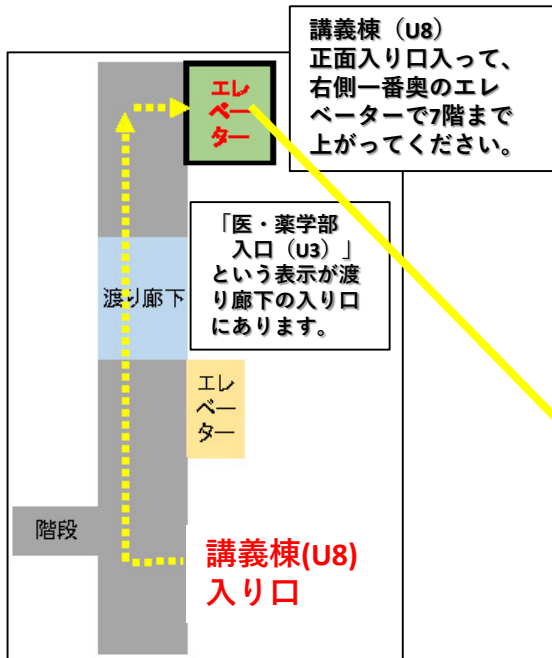 講義棟（U8）
正面入り口入って、
右側一番奥のエレ
ベーターで7階まで
上がってください。
エレ
ベー
ター
「医・薬学部
入口（U3）」
という表示が渡
り廊下の入り口
にあります。
渡り廊下
エレ
ベー
ター
階段
講義棟(U8)
入り口